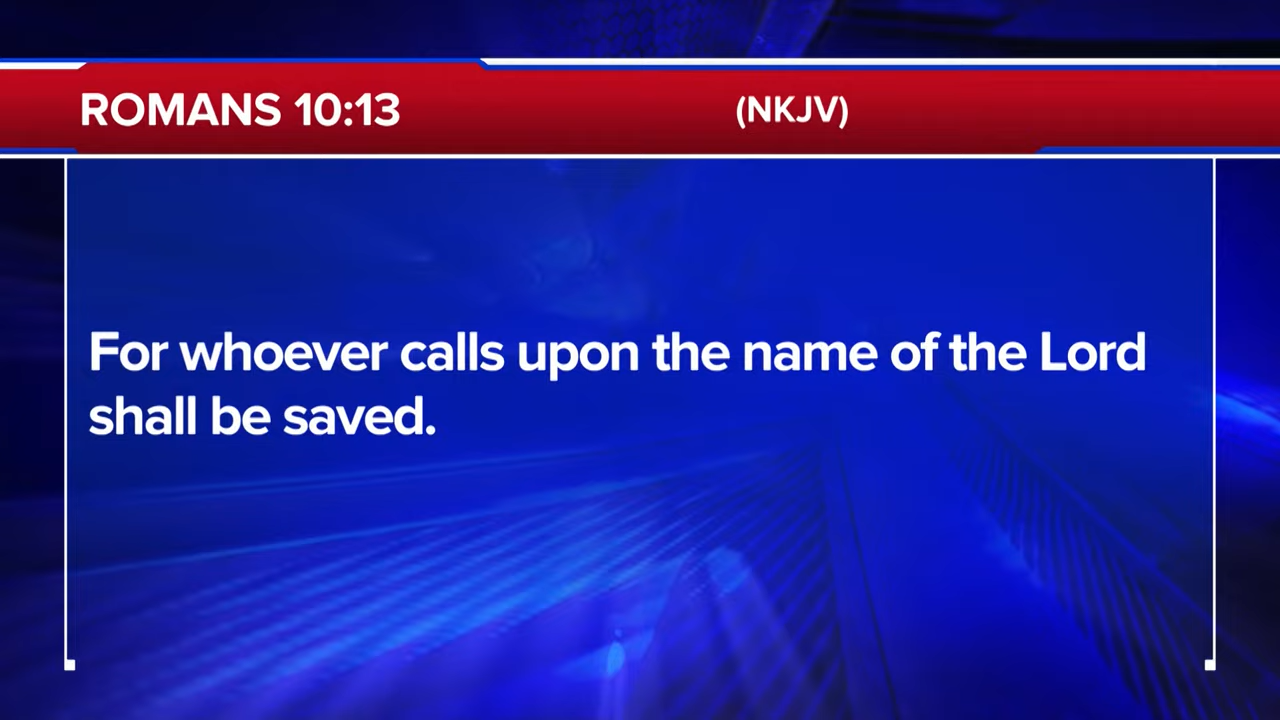 ROMANS 10:13 (NKJV)
For whoever calls upon the name of the Lord
shall be saved.